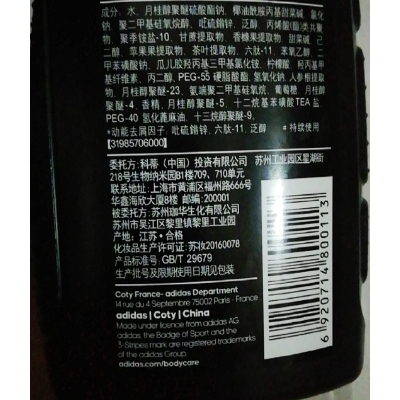 成分：水、月桂醇聚醚硫酸酯钠、椰油酰胺丙基甜菜碱、氯化
钠、聚二甲基硅氧烷醇、吡硫鎓锌、泛醇、丙烯酸(酯)类共聚
物、聚季铵盐-10、甘蔗提取物、香橼果提取物、甜菜碱、
二醇、苹果果提取物、茶叶提取物、六肽-11、苯氧乙醇、
二甲苯磺酸钠、瓜儿胶羟丙基三甲基氯化铵、柠檬酸、羟丙基甲
基纤维素、丙二醇、PEG-55 硬脂酸酯、氢氧化钠、人参根提取
物、月桂醇聚醚-23、氨端聚二甲基硅氧烷、葡萄糖、月桂醇
聚醚-4、香精、月桂醇聚醚-5、十二烷基苯磺酸TEA 盐
PEG-40 氢化蓖麻油、十三烷醇聚醚-9。
*动能去屑因子：吡硫鎓锌、六肽-11、泛醇 # 持续使用
[31985706000]
委托方：科蒂（中国）投资有限公司 苏州工业园区星湖街
218号生物纳米园B1楼709、710单元
联系地址：上海市黄浦区福州路666号
华鑫海欣大厦8楼 邮编：200001
被委托方：苏州珈华生化有限公司
苏州市吴江区黎里镇黎里工业园
产地：江苏·合格
化妆品生产许可证：苏妆20160078
产品标准号：GB/T 29679
生产批号及限期使用日期见包装
Coty France- adidas Department
14 rue du 4 Septembre 75002 Paris - France
adidas | Coty | China
Made under licence from adidas AG
adidas, the Badge of Sport and the
3-Stripes mark are registered trademarks
of the adidas Group
adidas.com/bodycare
6920714800113